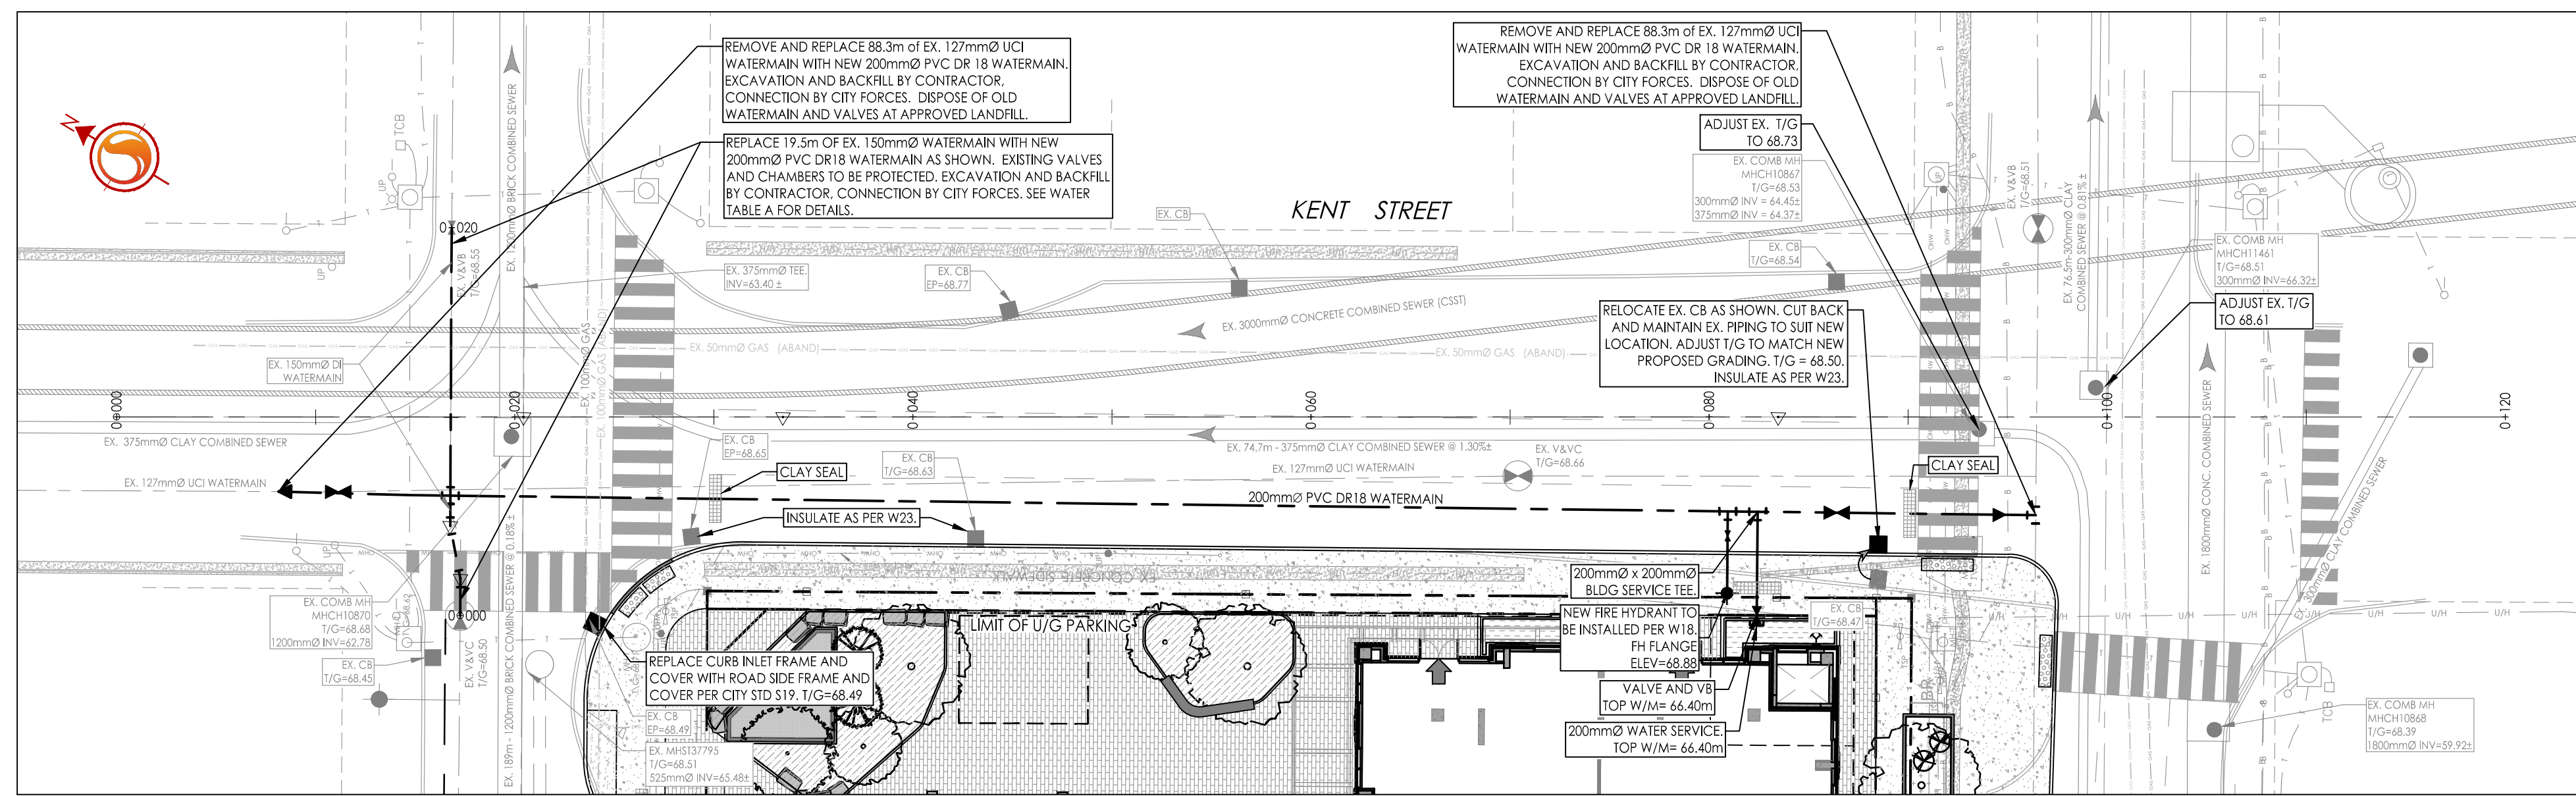 REMOVE AND REPLACE 88.3m of EX. 127mmØ UCI
WATERMAIN WITH NEW 200mmØ PVC DR 18 WATERMAIN.
EXCAVATION AND BACKFILL BY CONTRACTOR,
CONNECTION BY CITY FORCES. DISPOSE OF OLD
WATERMAIN AND VALVES AT APPROVED LANDFILL.
REPLACE 19.5m OF EX. 150mmØ WATERMAIN WITH NEW
200mmØ PVC DR18 WATERMAIN AS SHOWN. EXISTING VALVES
AND CHAMBERS TO BE PROTECTED. EXCAVATION AND BACKFILL
BY CONTRACTOR, CONNECTION BY CITY FORCES. SEE WATER
TABLE A FOR DETAILS.
REMOVE AND REPLACE 88.3m of EX. 127mmØ UCI
WATERMAIN WITH NEW 200mmØ PVC DR 18 WATERMAIN.
EXCAVATION AND BACKFILL BY CONTRACTOR,
CONNECTION BY CITY FORCES. DISPOSE OF OLD
WATERMAIN AND VALVES AT APPROVED LANDFILL.
ADJUST EX. T/G
TO 68.73
EX. COMB MH
MHCH10867
T/G=68.53
300mmØ INV = 64.45±
375mmØ INV = 64.37±
N
TCB
UP
UP
0+020
EX. V&VB
T/G=68.55
EX. 375mmØ TEE.
INV=63.40 ±
EX. CB
EP=68.77
EX. CB
KENT STREET
EX. CB
T/G=68.54
UP
EX. V&VB
T/G=68.51
EX. 76.5m-300mmØ CLAY
COMBINED SEWER @ 0.81% ±
EX. COMB MH
MHCH11461
T/G=68.51
300mmØ INV=66.32±
ADJUST EX. T/G
TO 68.61
RELOCATE EX. CB AS SHOWN. CUT BACK
AND MAINTAIN EX. PIPING TO SUIT NEW
LOCATION. ADJUST T/G TO MATCH NEW
PROPOSED GRADING. T/G = 68.50.
INSULATE AS PER W23.
EX. 3000mmØ CONCRETE COMBINED SEWER (CSST)
EX. 100mmØ GAS
EX. 50mmØ GAS (ABAND)
EX. 50mmØ GAS (ABAND)
EX. 150mmØ DI
WATERMAIN
0+000
0+020
0+040
0+060
0+080
0+100
0+120
EX. 375mmØ CLAY COMBINED SEWER
EX. CB
EP=68.65
EX. CB
T/G=68.63
EX. 74.7m - 375mmØ CLAY COMBINED SEWER @ 1.30%±
EX. V&VC
T/G=68.66
EX. 127mmØ UCI WATERMAIN
EX. 127mmØ UCI WATERMAIN
CLAY SEAL
CLAY SEAL
200mmØ PVC DR18 WATERMAIN
INSULATE AS PER W23.
EX. 1800mmØ CONC. COMBINED SEWER
EX. 300mmØ CLAY COMBINED SEWER
EX. CONCRETE SIDEWALK
UP
EX. COMB MH
MHCH10870
T/G=68.68
1200mmØ INV=62.78
T/G=68.62
0+000
EX. CB
T/G=68.45
EX. V&VC
T/G=68.50
EX. 189m - 1200mmØ BRICK COMBINED SEWER @ 0.18% ±
LIMIT OF U/G PARKING
REPLACE CURB INLET FRAME AND
COVER WITH ROAD SIDE FRAME AND
COVER PER CITY STD S19. T/G=68.49
EX. CB
EP=68.49
EX. MHST37795
T/G=68.51
525mmØ INV=65.48±
200mmØ x 200mmØ
BLDG SERVICE TEE.
NEW FIRE HYDRANT TO
BE INSTALLED PER W18.
FH FLANGE
ELEV=68.88
EX. CB
T/G=68.47
VALVE AND VB
TOP W/M= 66.40m
200mmØ WATER SERVICE.
TOP W/M= 66.40m
TCB
EX. COMB MH
MHCH10868
T/G=68.39
1800mmØ INV=59.92±